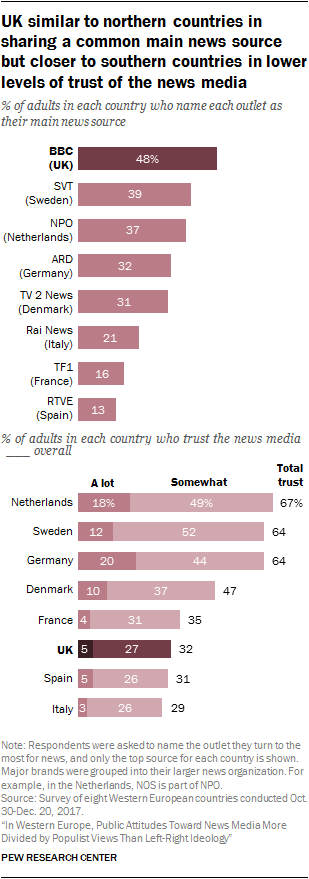 UK similar to northern countries in
sharing a common main news source
but closer to southern countries in lower
levels of trust of the news media
% of adults in each country who name each outlet as
their main news source
BBC
(UK)
48%
SVT
(Sweden)
39
NPO
(Netherlands)
37
ARD
(Germany)
32
TV 2 News
(Denmark)
31
Rai News
(Italy)
21
TF1
(France)
16
RTVE
(Spain)
13
% of adults in each country who trust the news media
___ overall
A lot Somewhat Total
trust
Netherlands 18% 49% 67%
Sweden 12 52 64
Germany 20 44 64
Denmark 10 37 47
France 4 31 35
UK 5 27 32
Spain 5 26 31
Italy 3 26 29
Note: Respondents were asked to name the outlet they turn to the
most for news, and only the top source for each country is shown.
Major brands were grouped into their larger news organization. For
example, in the Netherlands, NOS is part of NPO.
Source: Survey of eight Western European countries conducted Oct.
30-Dec. 20, 2017.
“In Western Europe, Public Attitudes Toward News Media More
Divided by Populist Views Than Left-Right Ideology”
PEW RESEARCH CENTER